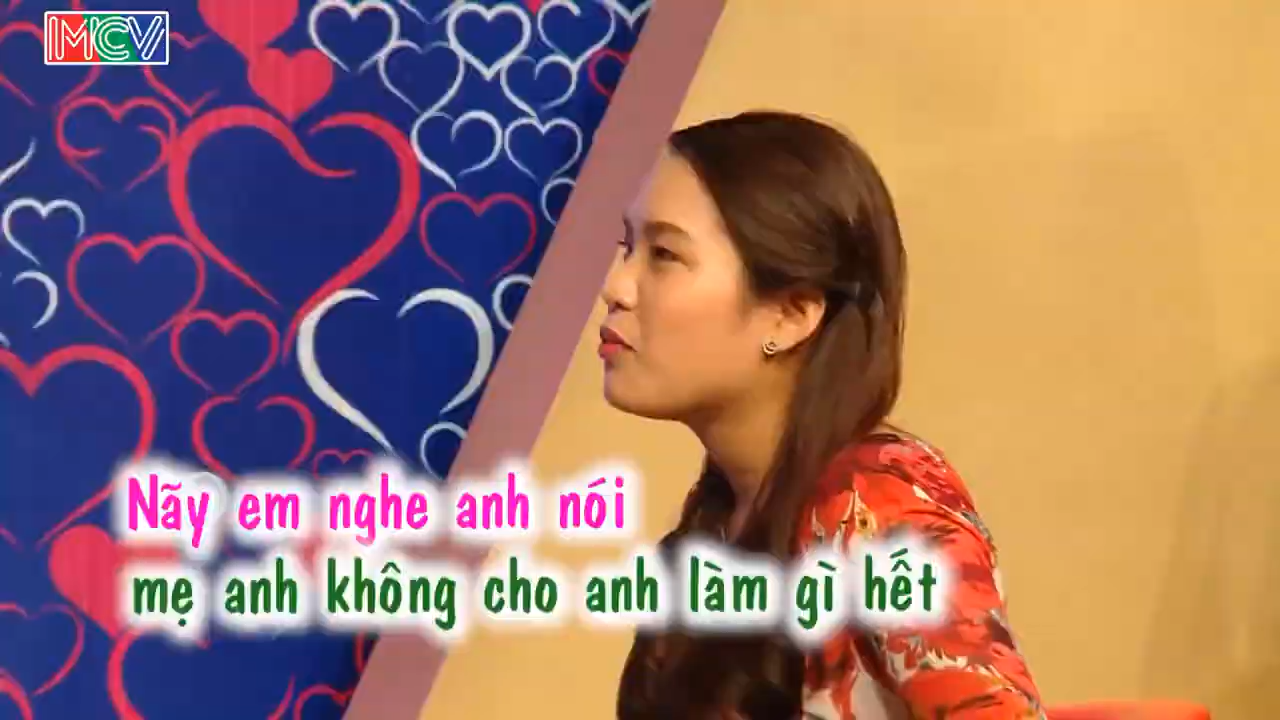 MCV
Nãy em nghe anh nói
mẹ anh không cho anh làm gì hết